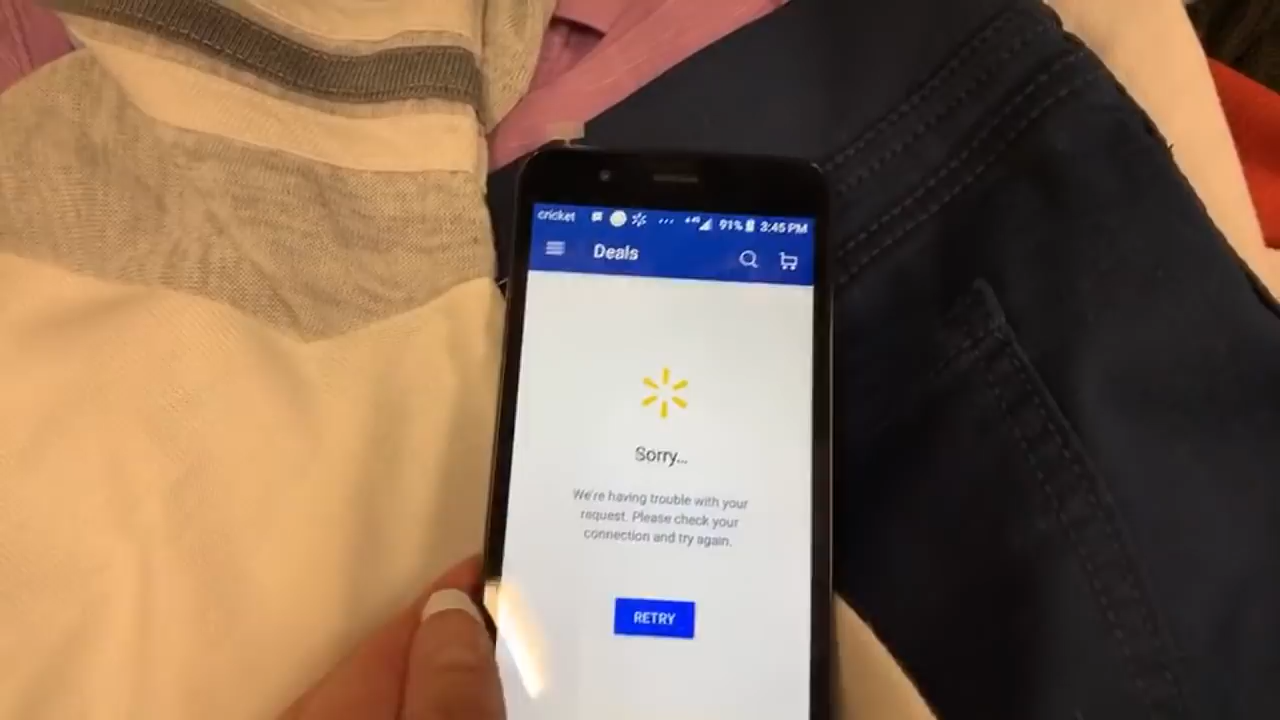 cricket 91% 3:45 PM
Deals
Sorry...
We're having trouble with your
request. Please check your
connection and try again.
RETRY